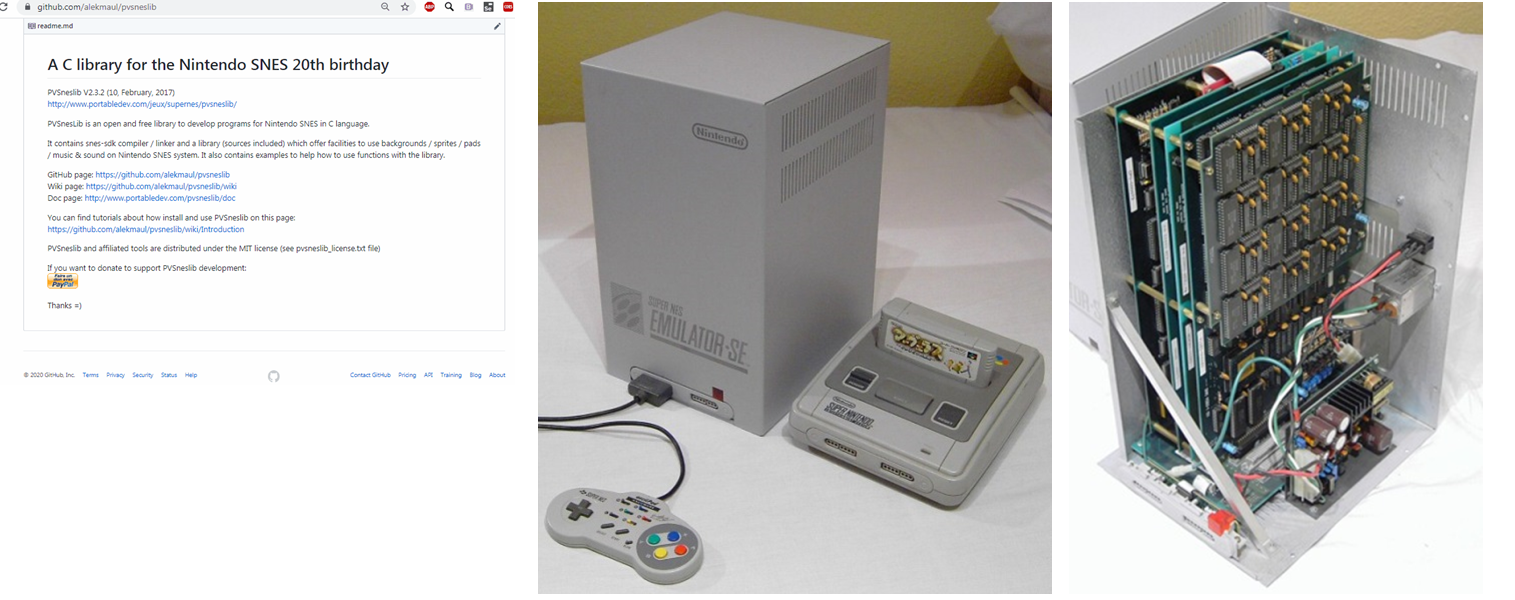 github.com/alekmaul/pvsneslib
ABP
readme.md
A C library for the Nintendo SNES 20th birthday
PVSneslib V2.3.2 (10, February, 2017)
http://www.portabledev.com/jeux/supernes/pvsneslib/
PVSnesLib is an open and free library to develop programs for Nintendo SNES in C language.
It contains snes-sdk compiler / linker and a library (sources included) which offer facilities to use backgrounds / sprites / pads
/ music & sound on Nintendo SNES system. It also contains examples to help how to use functions with the library.
GitHub page: https://github.com/alekmaul/pvsneslib
Wiki page: https://github.com/alekmaul/pvsneslib/wiki
Doc page: http://www.portabledev.com/pvsneslib/doc
You can find tutorials about how install and use PVSneslib on this page:
https://github.com/alekmaul/pvsneslib/wiki/Introduction
PVSneslib and affiliated tools are distributed under the MIT license (see pvsneslib_license.txt file)
If you want to donate to support PVSneslib development:
Faire un
don avec
PayPal
Thanks =)
© 2020 GitHub, Inc. Terms Privacy Security Status Help
Contact GitHub Pricing API Training Blog About
Nintendo
SUPER NES
EMULATOR-SE
Nintendo
SUPER NINTENDO